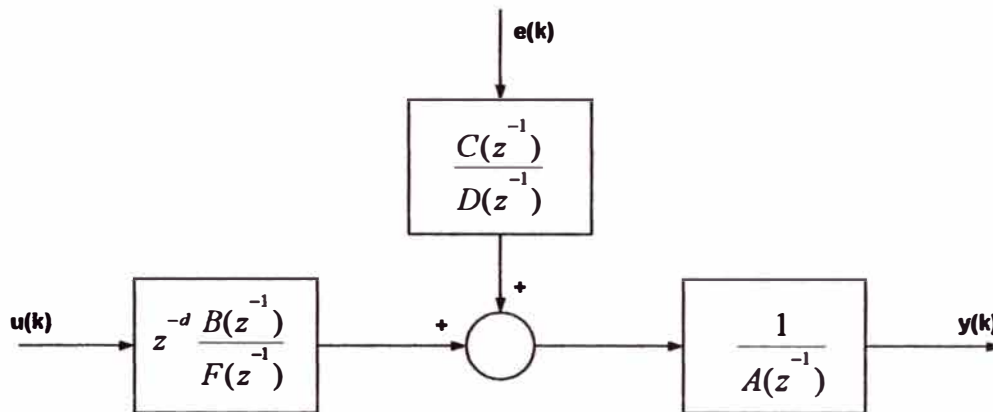 e(k)
C(z^{-1})
D(z^{-1})
+
u(k)
z^{-d} B(z^{-1})
F(z^{-1})
+
1
A(z^{-1})
y(k)